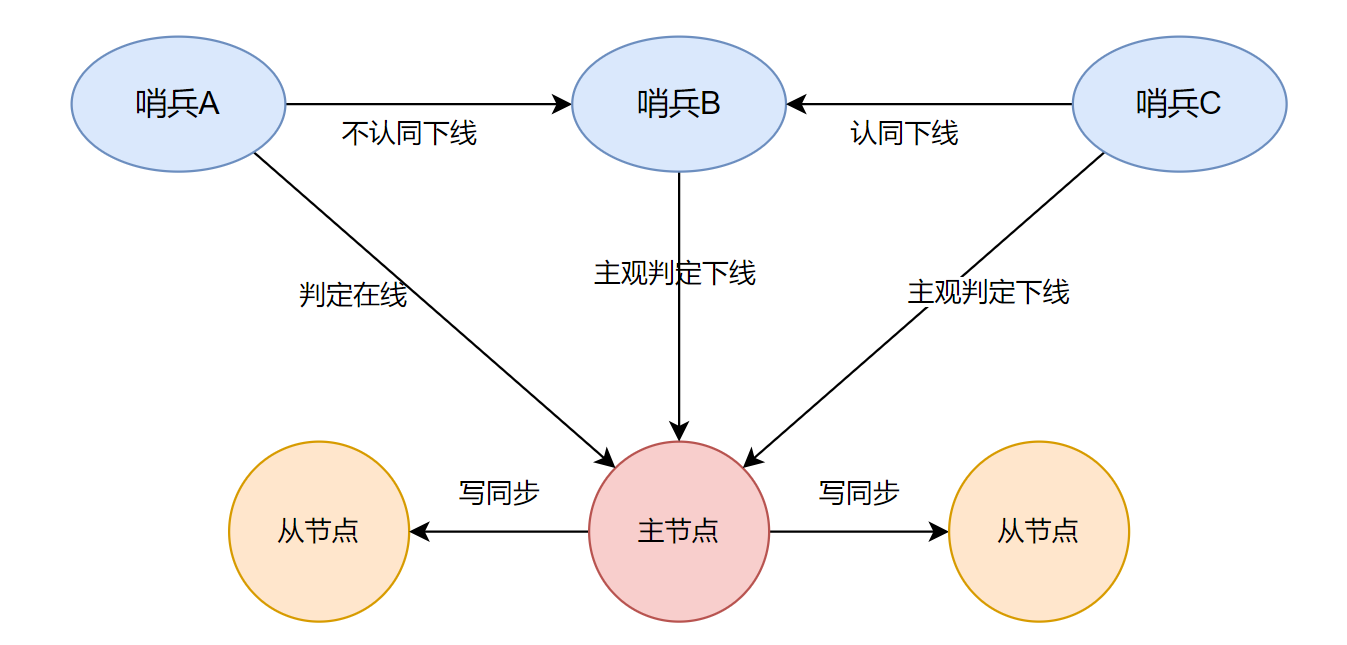 哨兵A
哨兵B
哨兵C
不认同下线
认同下线
主观判定下线
判定在线
主观判定下线
写同步
写同步
从节点
主节点
从节点